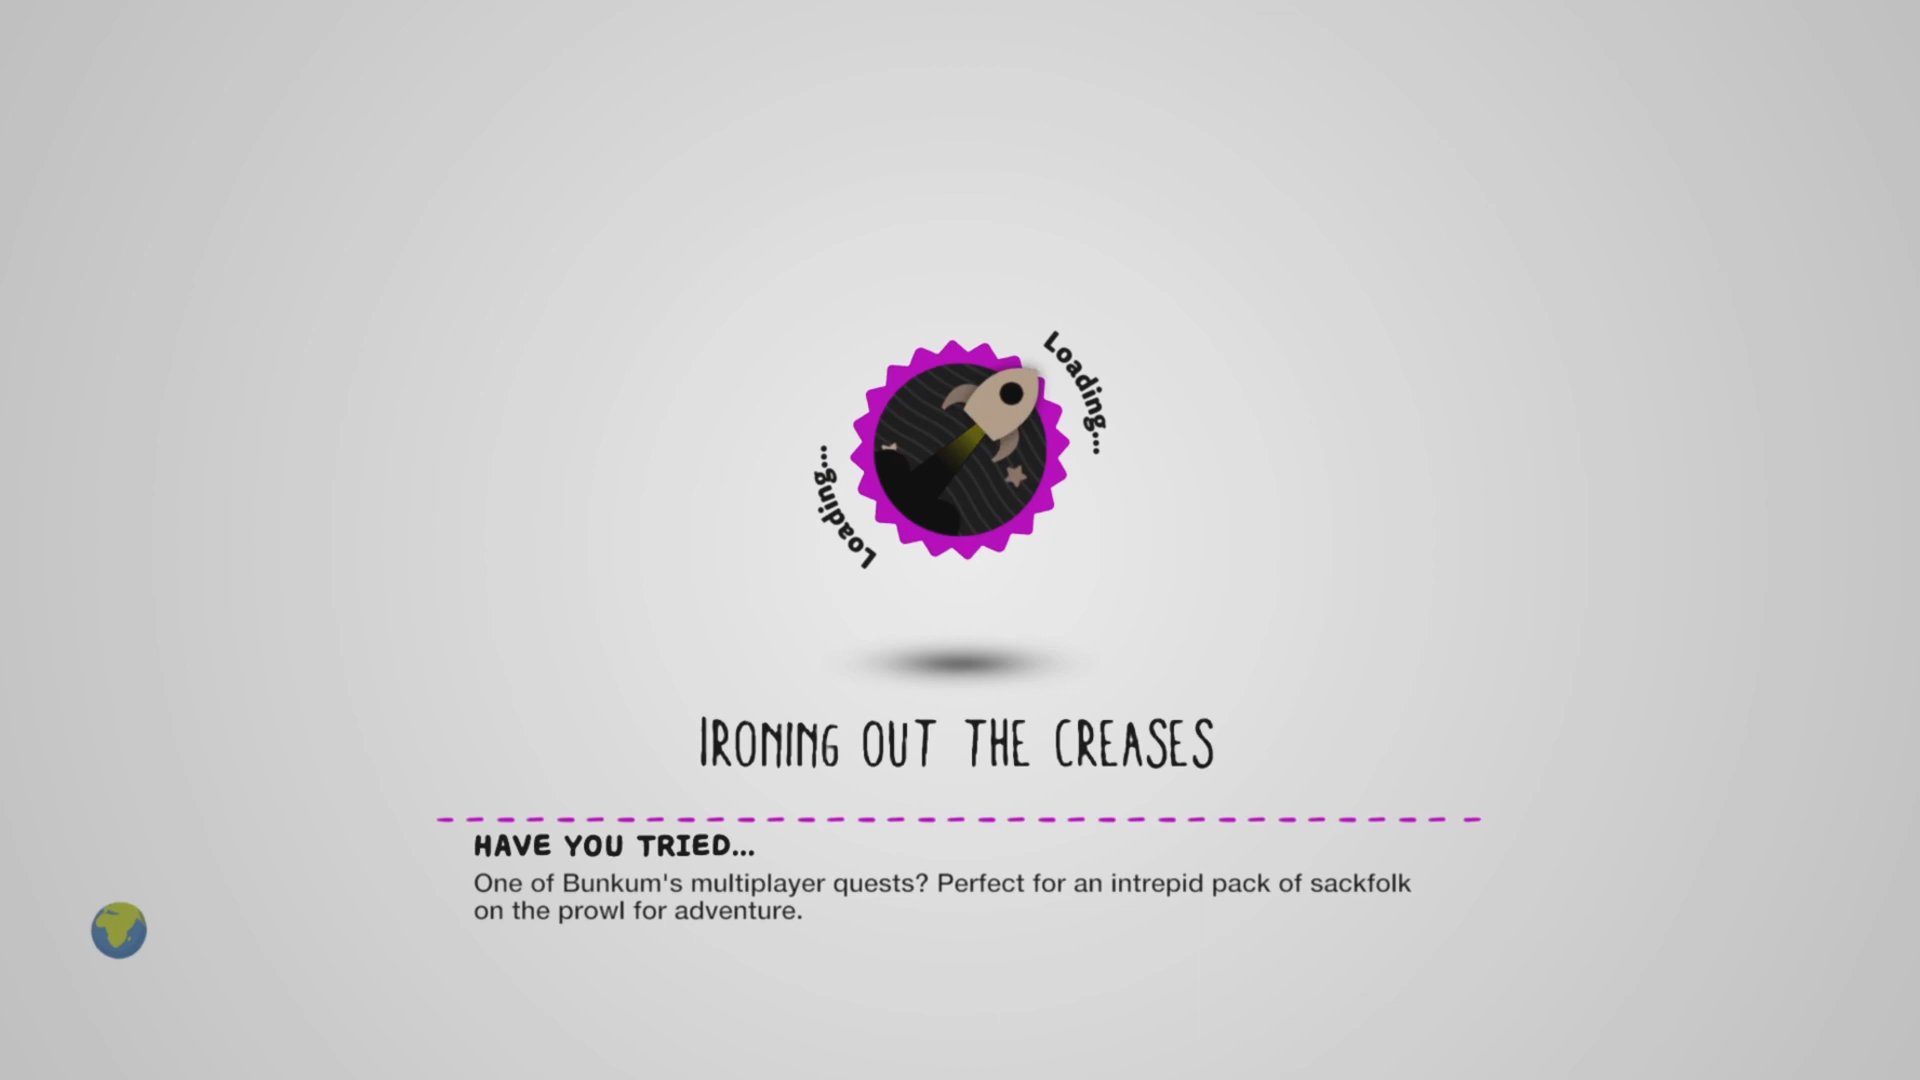 Loading...
Loading...
IRONING OUT THE CREASES
HAVE YOU TRIED...
One of Bunkum's multiplayer quests? Perfect for an intrepid pack of sackfolk
on the prowl for adventure.